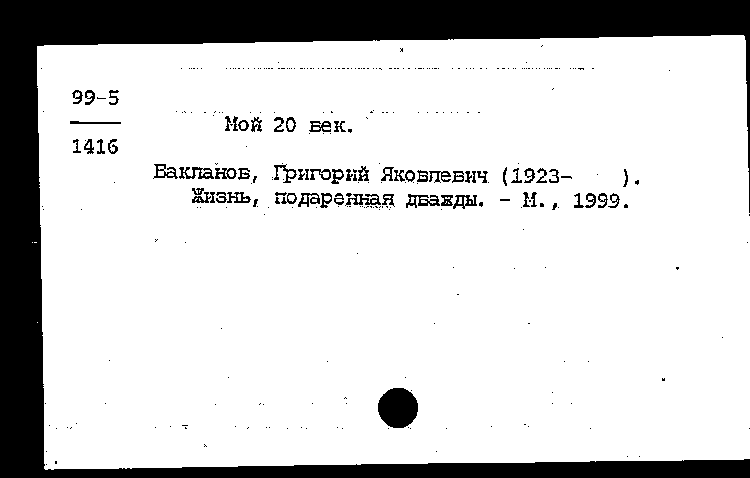 99-5
1416
Мой 20 век.
Бакланов, Григорий Яковлевич (1923-    ).
Жизнь, подаренная дважды. - М., 1999.